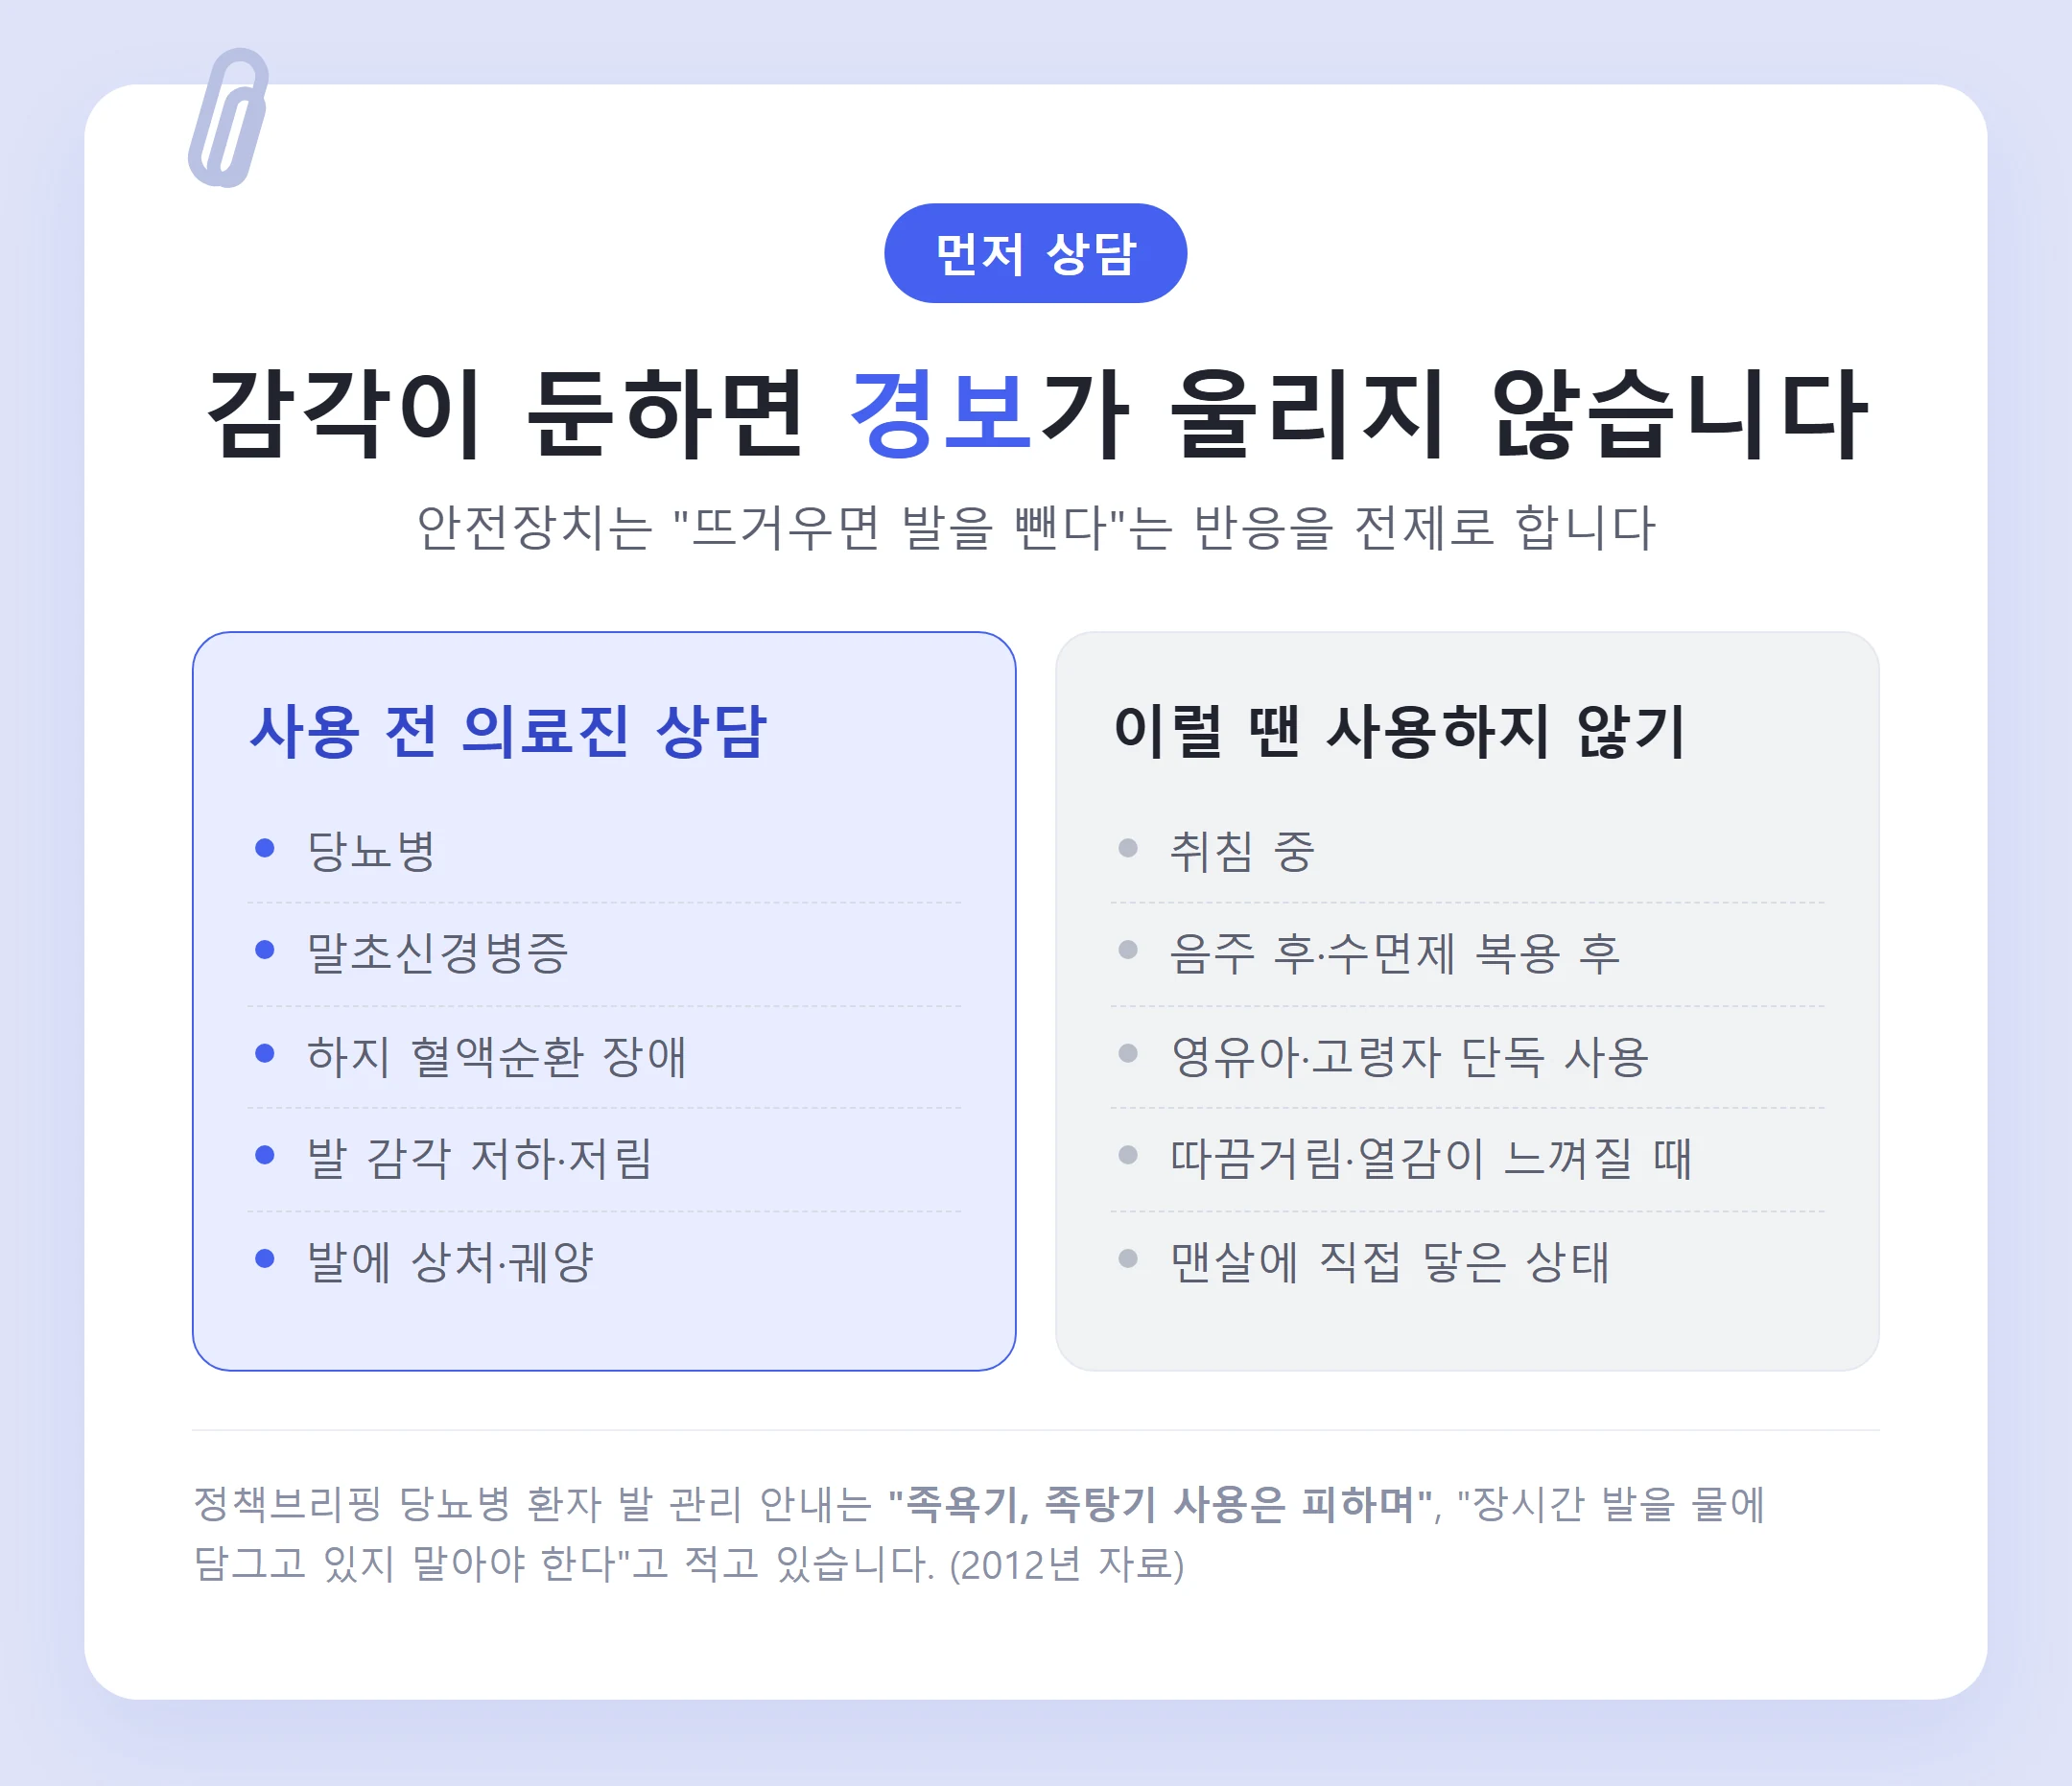 먼저 상담
감각이 둔하면 경보가 울리지 않습니다
안전장치는 "뜨거우면 발을 뺀다"는 반응을 전제로 합니다
사용 전 의료진 상담
당뇨병
말초신경병증
하지 혈액순환 장애
발 감각 저하·저림
발에 상처·궤양
이럴 땐 사용하지 않기
취침 중
음주 후·수면제 복용 후
영유아·고령자 단독 사용
따끔거림·열감이 느껴질 때
맨살에 직접 닿은 상태
정책브리핑 당뇨병 환자 발 관리 안내는 "족욕기, 족탕기 사용은 피하며", "장시간 발을 물에
담그고 있지 말아야 한다"고 적고 있습니다. (2012년 자료)